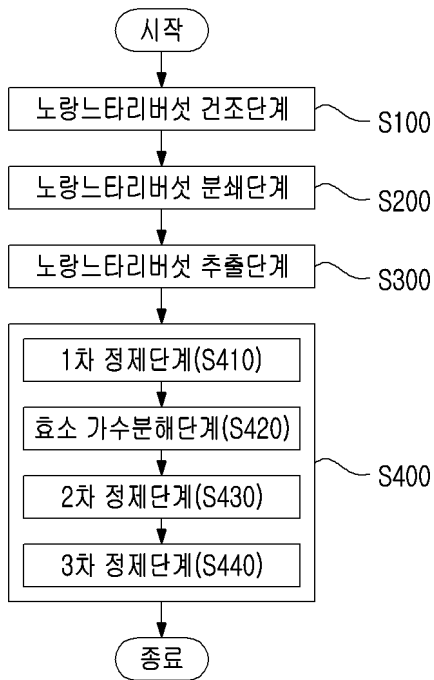 시작
노랑느타리버섯 건조단계
S100
노랑느타리버섯 분쇄단계
S200
노랑느타리버섯 추출단계
S300
1차 정제단계(S410)
효소 가수분해단계(S420)
S400
2차 정제단계(S430)
3차 정제단계(S440)
종료